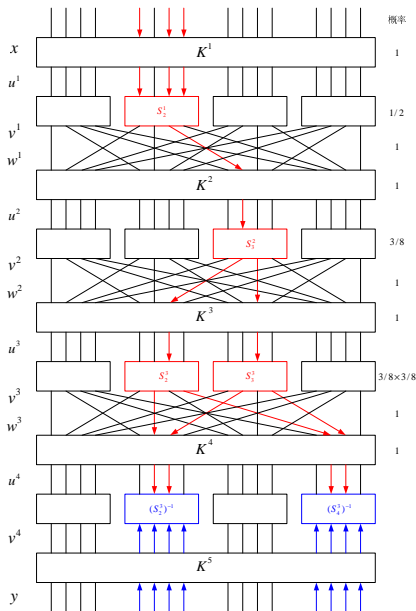 概率
x K¹ 1
u¹
S₂¹ 1/2
v¹
1
w¹
K² 1
u²
S₃² 3/8
v²
1
w²
K³ 1
u³
S₂³ S₃³ 3/8×3/8
v³
1
w³
K⁴ 1
u⁴
(S₂³)⁻¹ (S₄³)⁻¹
v⁴
K⁵
y